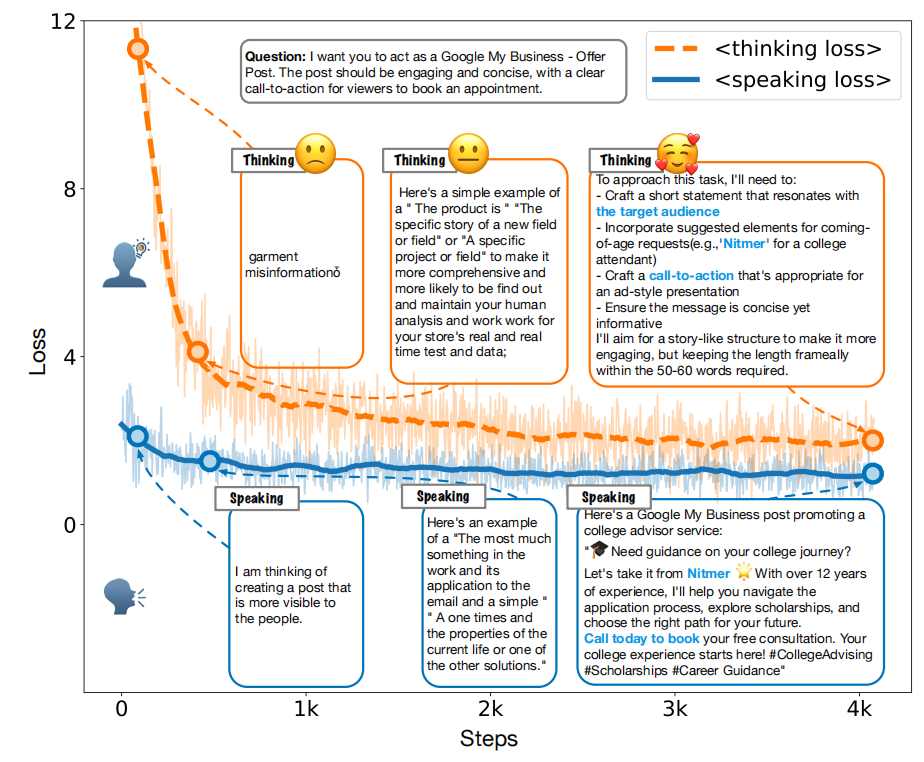 12
8
4
0
Loss
<thinking loss>
<speaking loss>
Question: I want you to act as a Google My Business - Offer
Post. The post should be engaging and concise, with a clear
call-to-action for viewers to book an appointment.
Thinking
garment
misinformationǒ
Thinking
Here's a simple example of
a " The product is " "The
specific story of a new field
or field" or "A specific
project or field" to make it
more comprehensive and
more likely to be find out
and maintain your human
analysis and work work for
your store's real and real
time test and data;
Thinking
To approach this task, I'll need to:
- Craft a short statement that resonates with
the target audience
- Incorporate suggested elements for coming-
of-age requests(e.g.,'Nitmer' for a college
attendant)
- Craft a call-to-action that's appropriate for
an ad-style presentation
- Ensure the message is concise yet
informative
I'll aim for a story-like structure to make it more
engaging, but keeping the length frameally
within the 50-60 words required.
Speaking
I am thinking of
creating a post that
is more visible to
the people.
Speaking
Here's an example
of a "The most much
something in the
work and its
application to the
email and a simple "
" A one times and
the properties of the
current life or one of
the other solutions."
Speaking
Here's a Google My Business post promoting a
college advisor service:
"🎓 Need guidance on your college journey?
Let's take it from Nitmer 🌟 With over 12 years
of experience, I'll help you navigate the
application process, explore scholarships, and
choose the right path for your future.
Call today to book your free consultation. Your
college experience starts here! #CollegeAdvising
#Scholarships #Career Guidance"
0
1k
2k
3k
4k
Steps